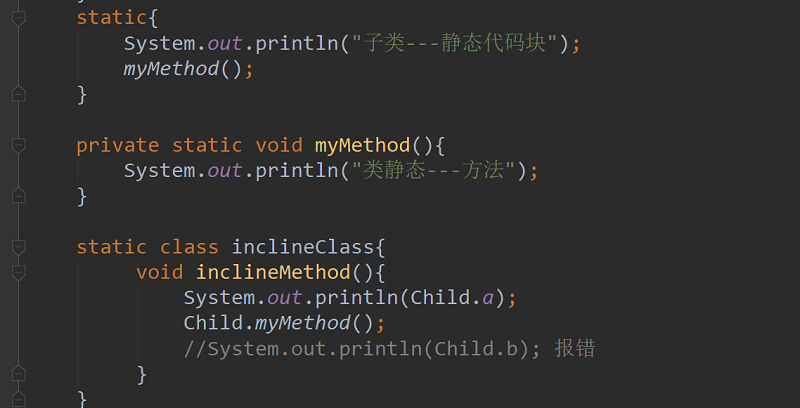 static{
System.out.println("子类---静态代码块");
myMethod();
}
private static void myMethod(){
System.out.println("类静态---方法");
}
static class inclineClass{
void inclineMethod(){
System.out.println(Child.a);
Child.myMethod();
//System.out.println(Child.b); 报错
}
}